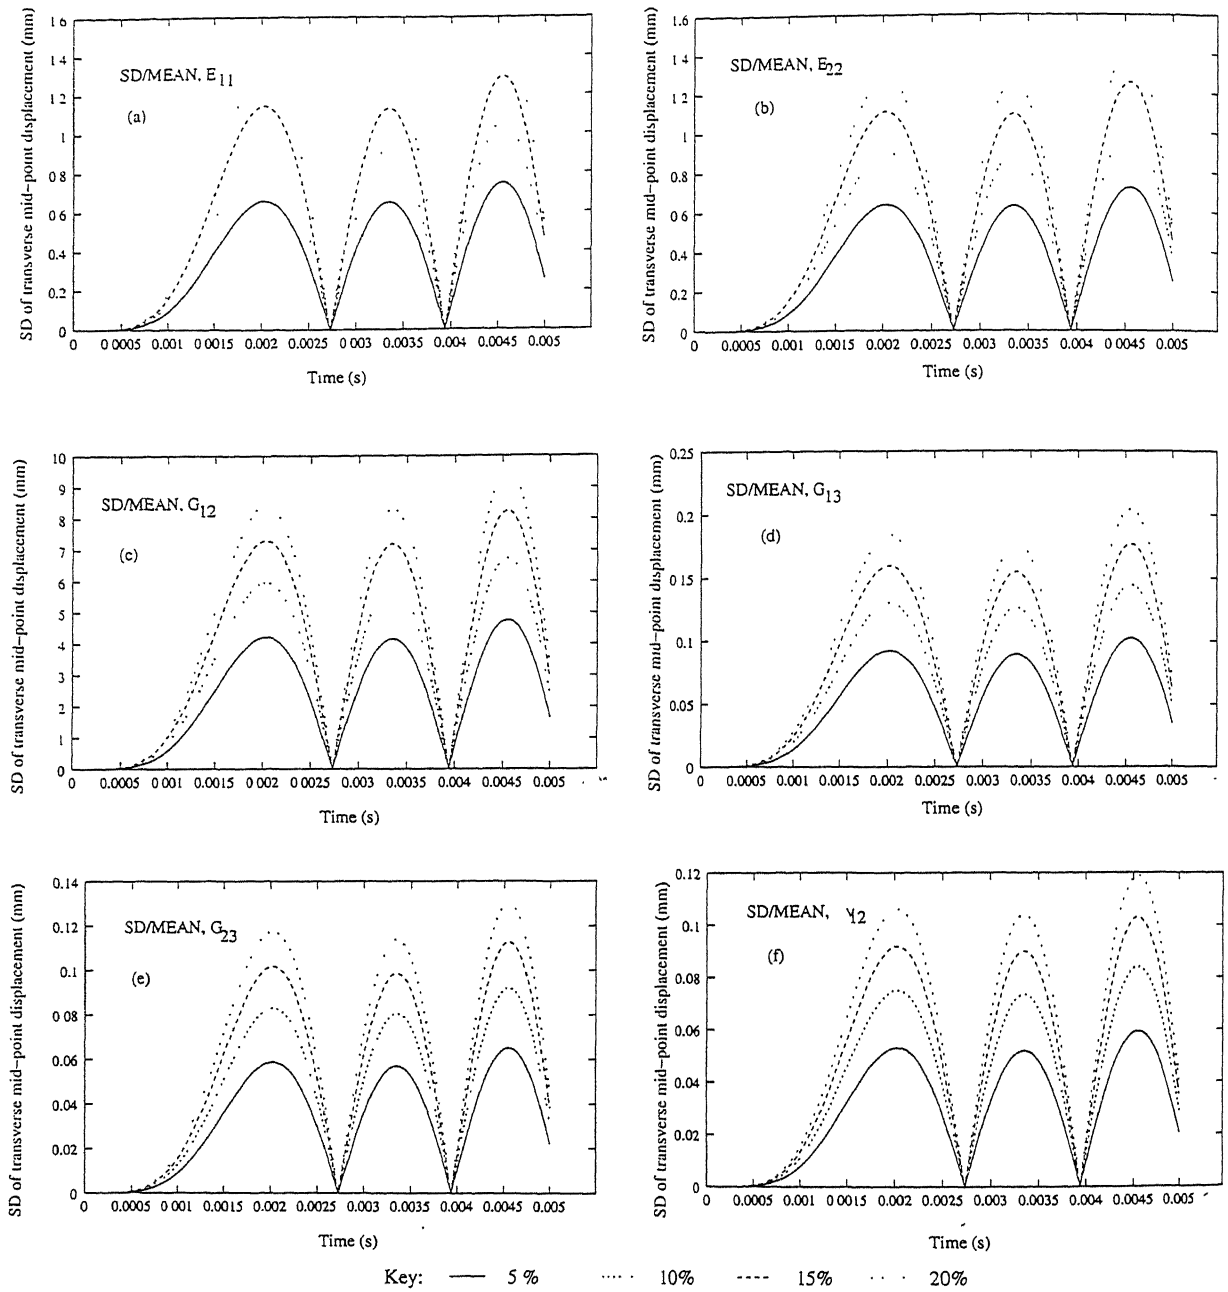 SD of transverse mid-point displacement (mm)
1 6
1 4
1 2
1
0 8
0 6
0.4
0.2
0
SD/MEAN, E11
(a)
0 0 0005 0.001 0 0015 0.002 0.0025 0 003 0.0035 0.004 0.0045 0.005
Time (s)
SD of transverse mid-point displacement (mm)
1.6
1 4
1.2
1
0.8
0.6
0.4
0.2
0
SD/MEAN, E22
(b)
0 0.0005 0.001 0.0015 0.002 0.0025 0.003 0.0035 0.004 0.0045 0.005
Time (s)
SD of transverse mid-point displacement (mm)
10
9
8
7
6
5
4
3
2
1
0
SD/MEAN, G12
(c)
0 0.0005 0.001 0.0015 0.002 0.0025 0.003 0.0035 0.004 0.0045 0.005
Time (s)
SD of transverse mid-point displacement (mm)
0.25
0.2
0 15
0.1
0.05
0
SD/MEAN, G13
(d)
0 0.0005 0.001 0.0015 0.002 0.0025 0.003 0.0035 0.004 0.0045 0.005
Time (s)
SD of transverse mid-point displacement (mm)
0.14
0.12
0.1
0.08
0.06
0.04
0.02
0
SD/MEAN, G23
(e)
0 0.0005 0 001 0.0015 0.002 0.0025 0.003 0.0035 0.004 0.0045 0.005
Time (s)
SD of transverse mid-point displacement (mm)
0.12
0.1
0.08
0.06
0.04
0.02
0
SD/MEAN, 12
(f)
0 0.0005 0.001 0.0015 0.002 0.0025 0.003 0.0035 0.004 0.0045 0.005
Time (s)
Key: 5 % 10% 15% 20%